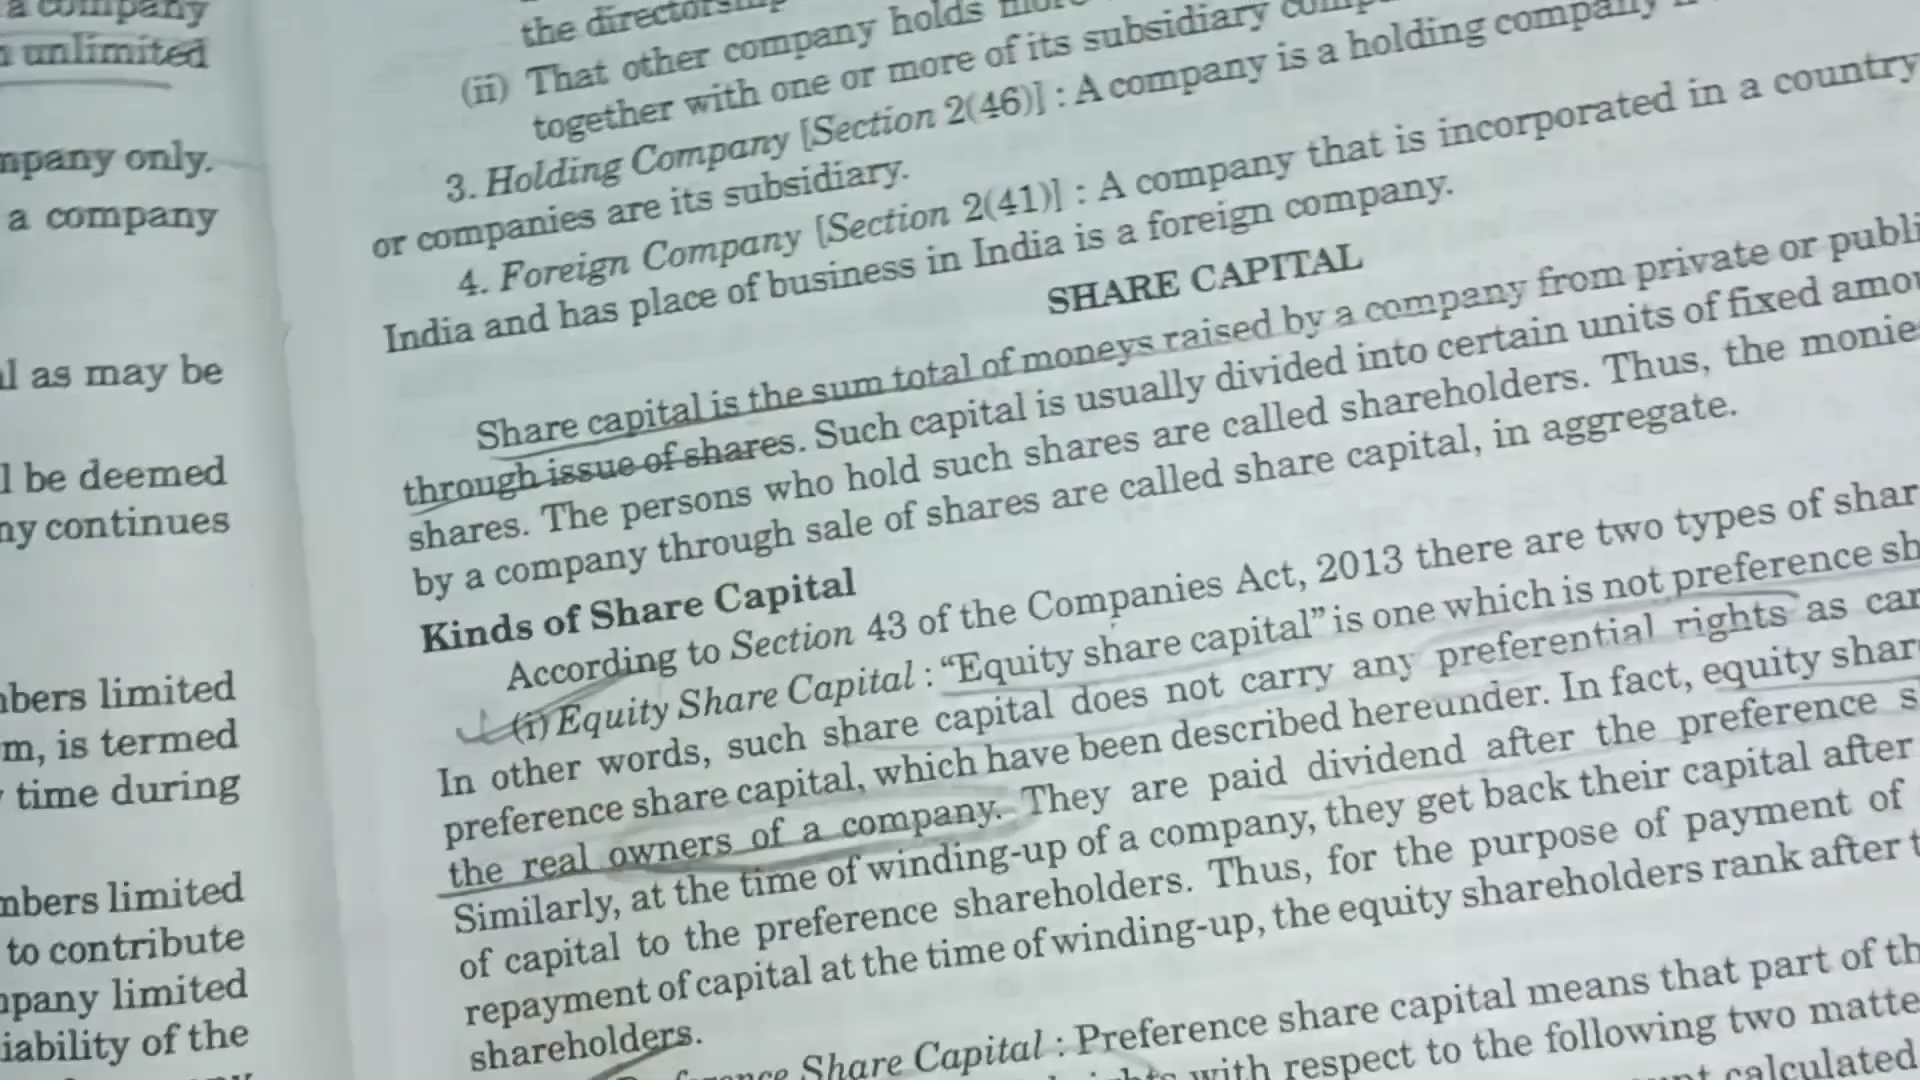 a company
unlimited
mpany only.
a company
l as may be
l be deemed
ny continues
bers limited
m, is termed
time during
mbers limited
to contribute
mpany limited
iability of the
the directorship
(ii) That other company holds more
together with one or more of its subsidiary
3. Holding Company [Section 2(46)] : A company is a holding company
or companies are its subsidiary.
4. Foreign Company [Section 2(41)] : A company that is incorporated in a country
India and has place of business in India is a foreign company.
SHARE CAPITAL
Share capital is the sum total of moneys raised by a company from private or publi
through issue of shares. Such capital is usually divided into certain units of fixed amou
shares. The persons who hold such shares are called shareholders. Thus, the monie
by a company through sale of shares are called share capital, in aggregate.
Kinds of Share Capital
According to Section 43 of the Companies Act, 2013 there are two types of shar
(i) Equity Share Capital : “Equity share capital” is one which is not preference sh
In other words, such share capital does not carry any preferential rights as car
preference share capital, which have been described hereunder. In fact, equity shar
the real owners of a company. They are paid dividend after the preference s
Similarly, at the time of winding-up of a company, they get back their capital after
of capital to the preference shareholders. Thus, for the purpose of payment of
repayment of capital at the time of winding-up, the equity shareholders rank after t
shareholders.
Share Capital : Preference share capital means that part of th
with respect to the following two matte
calculated